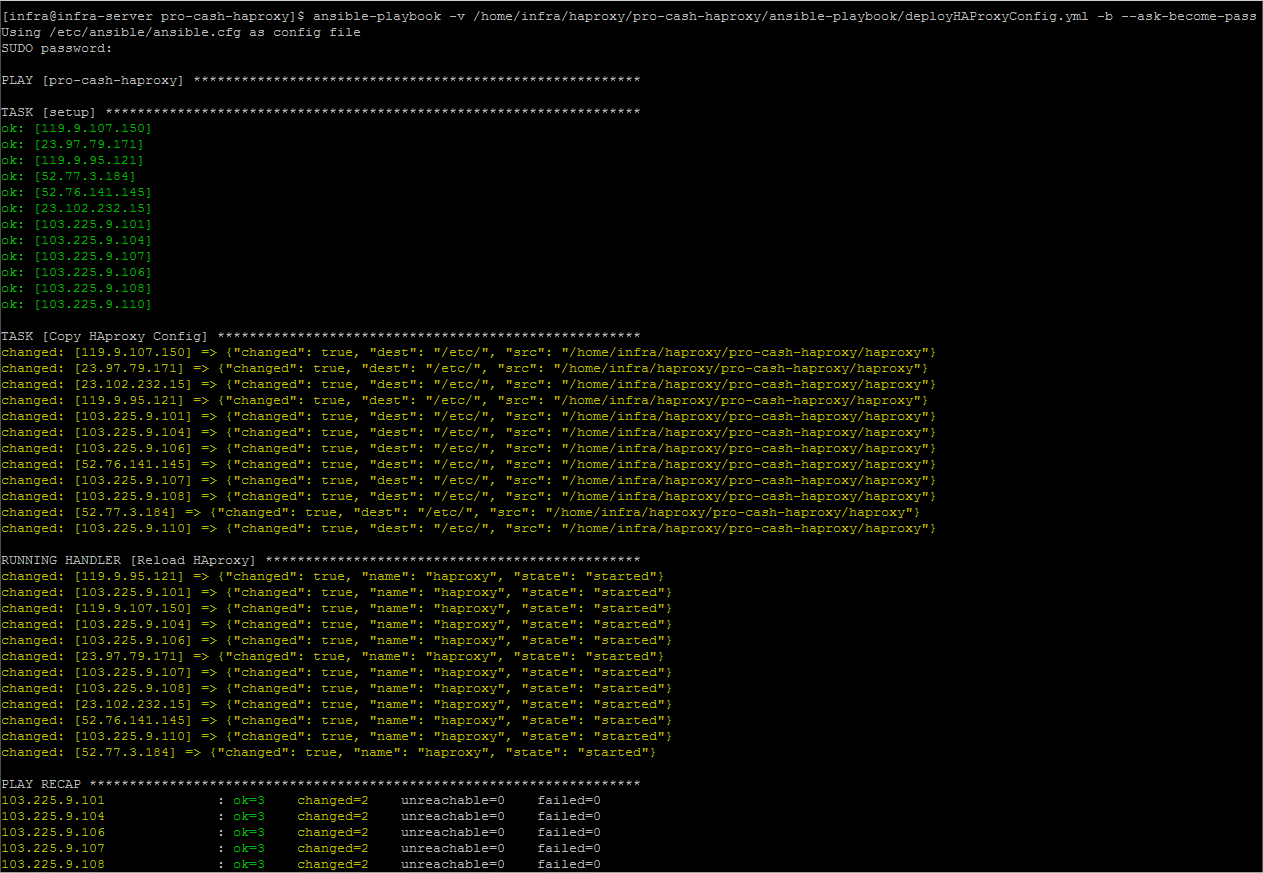 [infra@infra-server pro-cash-haproxy]$ ansible-playbook -v /home/infra/haproxy/pro-cash-haproxy/ansible-playbook/deployHAProxyConfig.yml -b --ask-become-pass
Using /etc/ansible/ansible.cfg as config file
SUDO password:
PLAY [pro-cash-haproxy] ********************************************************
TASK [setup] *******************************************************************
ok: [119.9.107.150]
ok: [23.97.79.171]
ok: [119.9.95.121]
ok: [52.77.3.184]
ok: [52.76.141.145]
ok: [23.102.232.15]
ok: [103.225.9.101]
ok: [103.225.9.104]
ok: [103.225.9.107]
ok: [103.225.9.106]
ok: [103.225.9.108]
ok: [103.225.9.110]
TASK [Copy HAproxy Config] *****************************************************
changed: [119.9.107.150] => {"changed": true, "dest": "/etc/", "src": "/home/infra/haproxy/pro-cash-haproxy/haproxy"}
changed: [23.97.79.171] => {"changed": true, "dest": "/etc/", "src": "/home/infra/haproxy/pro-cash-haproxy/haproxy"}
changed: [23.102.232.15] => {"changed": true, "dest": "/etc/", "src": "/home/infra/haproxy/pro-cash-haproxy/haproxy"}
changed: [119.9.95.121] => {"changed": true, "dest": "/etc/", "src": "/home/infra/haproxy/pro-cash-haproxy/haproxy"}
changed: [103.225.9.101] => {"changed": true, "dest": "/etc/", "src": "/home/infra/haproxy/pro-cash-haproxy/haproxy"}
changed: [103.225.9.104] => {"changed": true, "dest": "/etc/", "src": "/home/infra/haproxy/pro-cash-haproxy/haproxy"}
changed: [103.225.9.106] => {"changed": true, "dest": "/etc/", "src": "/home/infra/haproxy/pro-cash-haproxy/haproxy"}
changed: [52.76.141.145] => {"changed": true, "dest": "/etc/", "src": "/home/infra/haproxy/pro-cash-haproxy/haproxy"}
changed: [103.225.9.107] => {"changed": true, "dest": "/etc/", "src": "/home/infra/haproxy/pro-cash-haproxy/haproxy"}
changed: [103.225.9.108] => {"changed": true, "dest": "/etc/", "src": "/home/infra/haproxy/pro-cash-haproxy/haproxy"}
changed: [52.77.3.184] => {"changed": true, "dest": "/etc/", "src": "/home/infra/haproxy/pro-cash-haproxy/haproxy"}
changed: [103.225.9.110] => {"changed": true, "dest": "/etc/", "src": "/home/infra/haproxy/pro-cash-haproxy/haproxy"}
RUNNING HANDLER [Reload HAproxy] ***********************************************
changed: [119.9.95.121] => {"changed": true, "name": "haproxy", "state": "started"}
changed: [103.225.9.101] => {"changed": true, "name": "haproxy", "state": "started"}
changed: [119.9.107.150] => {"changed": true, "name": "haproxy", "state": "started"}
changed: [103.225.9.104] => {"changed": true, "name": "haproxy", "state": "started"}
changed: [103.225.9.106] => {"changed": true, "name": "haproxy", "state": "started"}
changed: [23.97.79.171] => {"changed": true, "name": "haproxy", "state": "started"}
changed: [103.225.9.107] => {"changed": true, "name": "haproxy", "state": "started"}
changed: [103.225.9.108] => {"changed": true, "name": "haproxy", "state": "started"}
changed: [23.102.232.15] => {"changed": true, "name": "haproxy", "state": "started"}
changed: [52.76.141.145] => {"changed": true, "name": "haproxy", "state": "started"}
changed: [103.225.9.110] => {"changed": true, "name": "haproxy", "state": "started"}
changed: [52.77.3.184] => {"changed": true, "name": "haproxy", "state": "started"}
PLAY RECAP *********************************************************************
103.225.9.101 : ok=3 changed=2 unreachable=0 failed=0
103.225.9.104 : ok=3 changed=2 unreachable=0 failed=0
103.225.9.106 : ok=3 changed=2 unreachable=0 failed=0
103.225.9.107 : ok=3 changed=2 unreachable=0 failed=0
103.225.9.108 : ok=3 changed=2 unreachable=0 failed=0